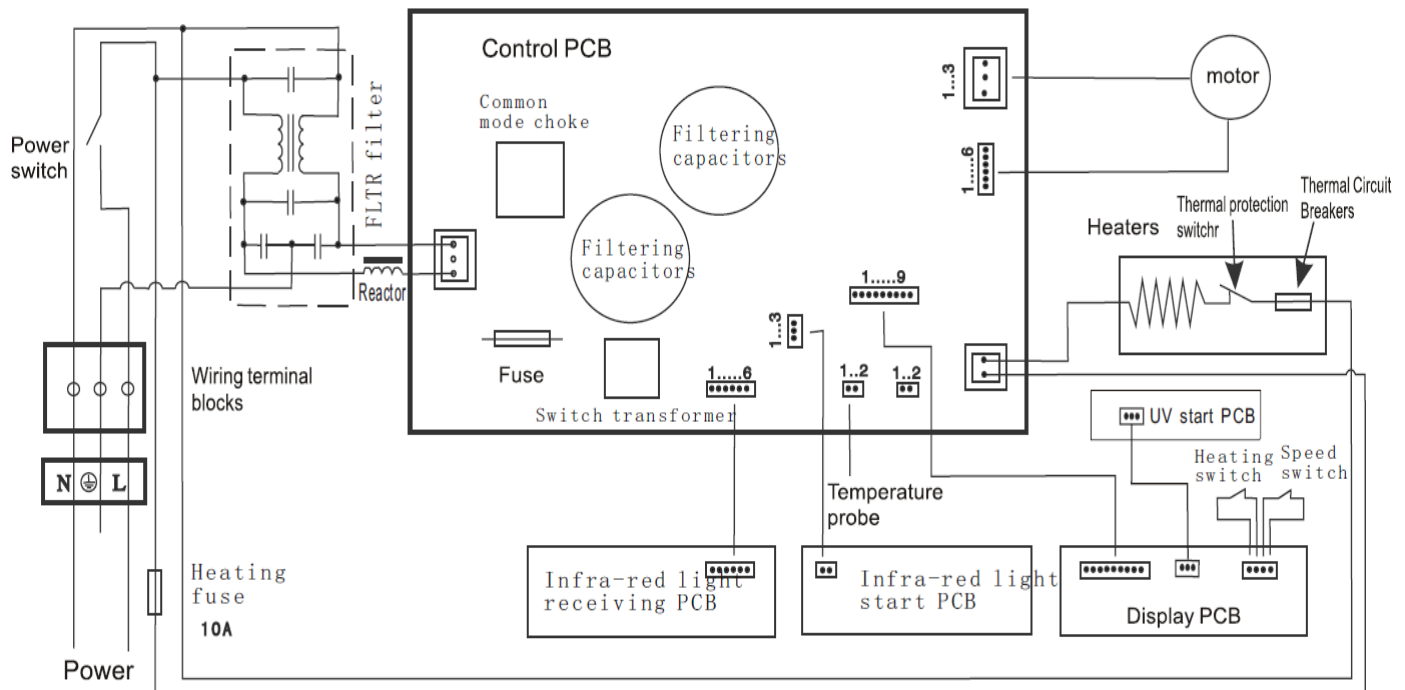 Control PCB
Common
mode choke
Filtering
capacitors
Filtering
capacitors
FLTR filter
Power
switch
Reactor
Wiring terminal
blocks
N L
Heating
fuse
10A
Power
Fuse
Switch transformer
1.....6
1...3
1.....9
1..2
1..2
1...3
1....6
motor
Heaters
Thermal protection
switchr
Thermal Circuit
Breakers
UV start PCB
Heating
switch
Speed
switch
Temperature
probe
Infra-red light
receiving PCB
Infra-red light
start PCB
Display PCB